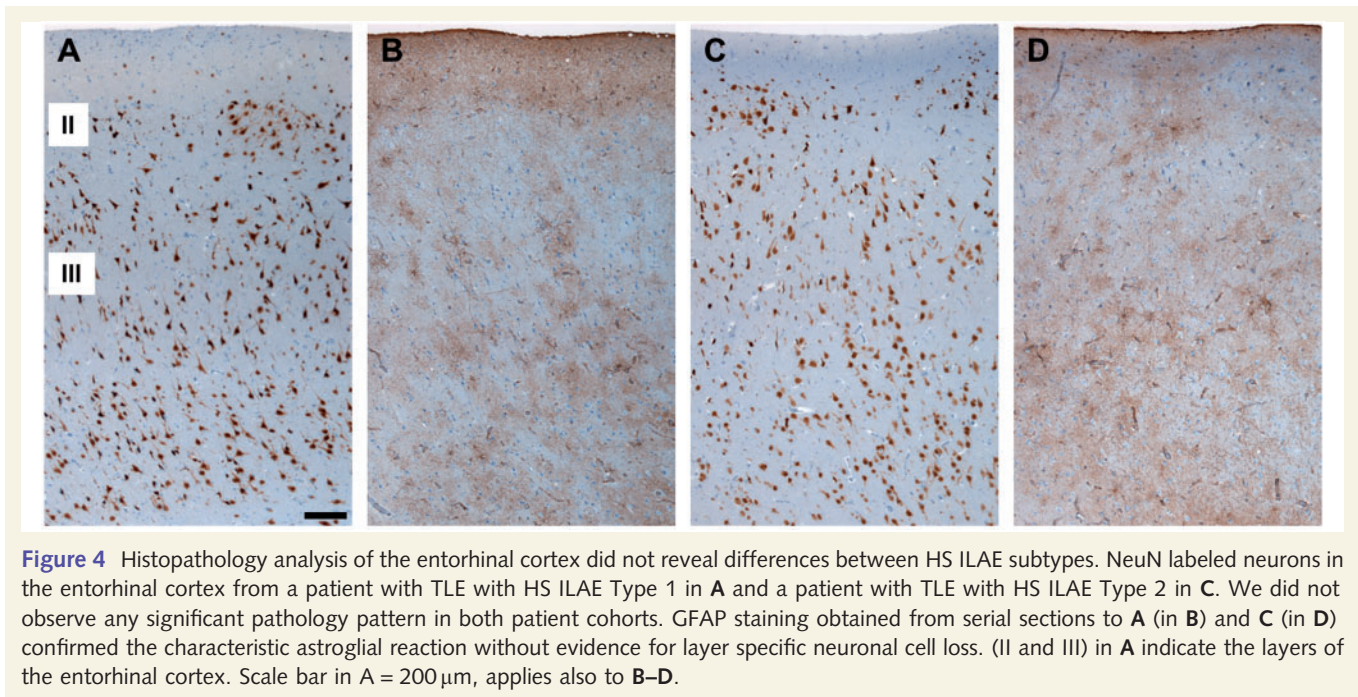 A
B
C
D
II
III
Figure 4 Histopathology analysis of the entorhinal cortex did not reveal differences between HS ILAE subtypes. NeuN labeled neurons in
the entorhinal cortex from a patient with TLE with HS ILAE Type 1 in A and a patient with TLE with HS ILAE Type 2 in C. We did not
observe any significant pathology pattern in both patient cohorts. GFAP staining obtained from serial sections to A (in B) and C (in D)
confirmed the characteristic astroglial reaction without evidence for layer specific neuronal cell loss. (II and III) in A indicate the layers of
the entorhinal cortex. Scale bar in A = 200 μm, applies also to B–D.